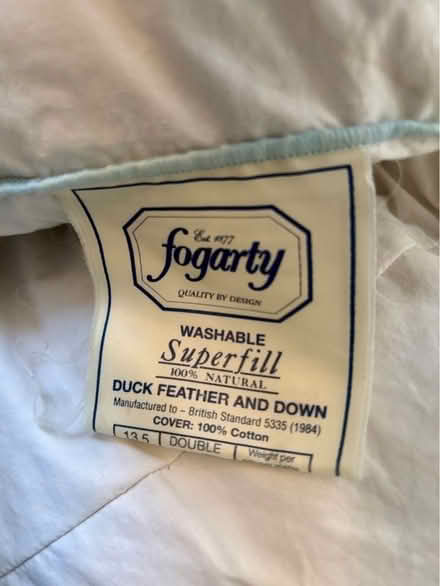 Est. 1877
fogarty
QUALITY BY DESIGN
WASHABLE
Superfill
100% NATURAL
DUCK FEATHER AND DOWN
Manufactured to – British Standard 5335 (1984)
COVER: 100% Cotton
13.5 DOUBLE Weight per